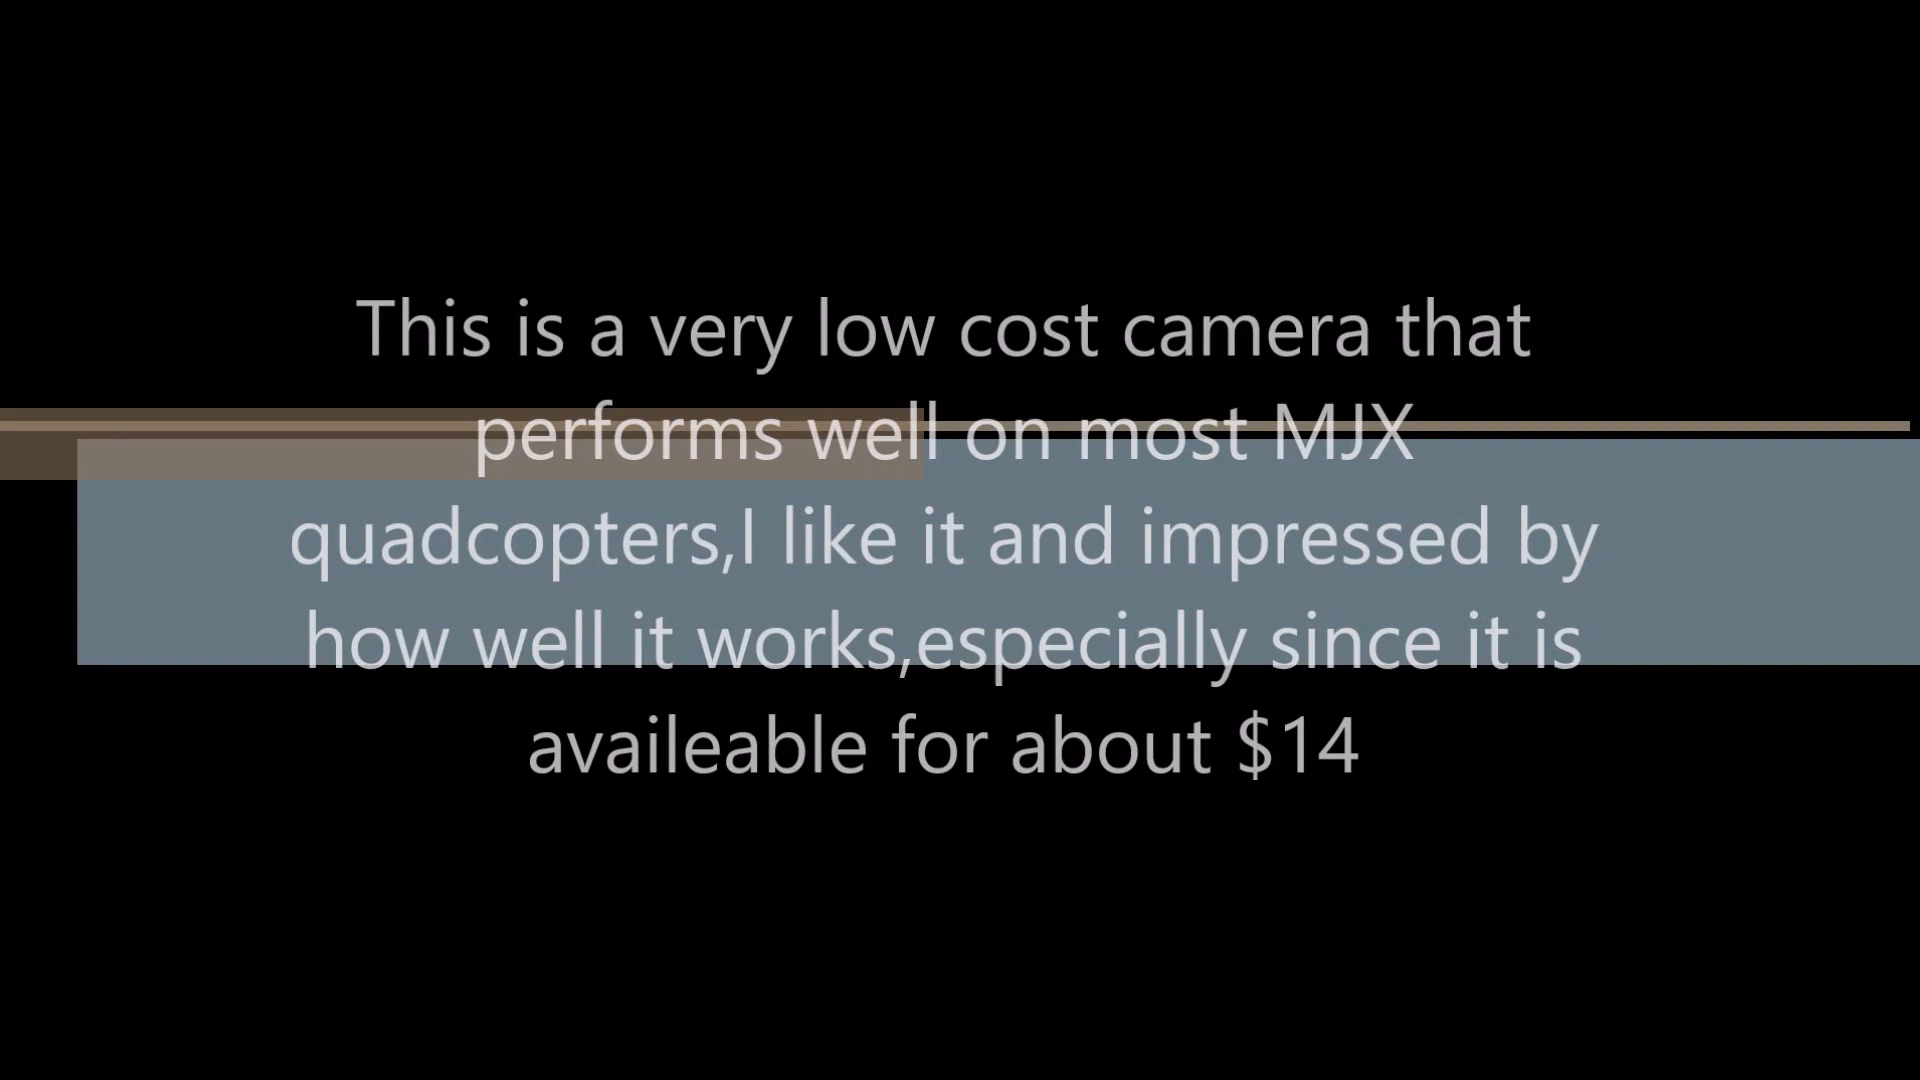 This is a very low cost camera that
performs well on most MJX
quadcopters,I like it and impressed by
how well it works,especially since it is
availeable for about $14